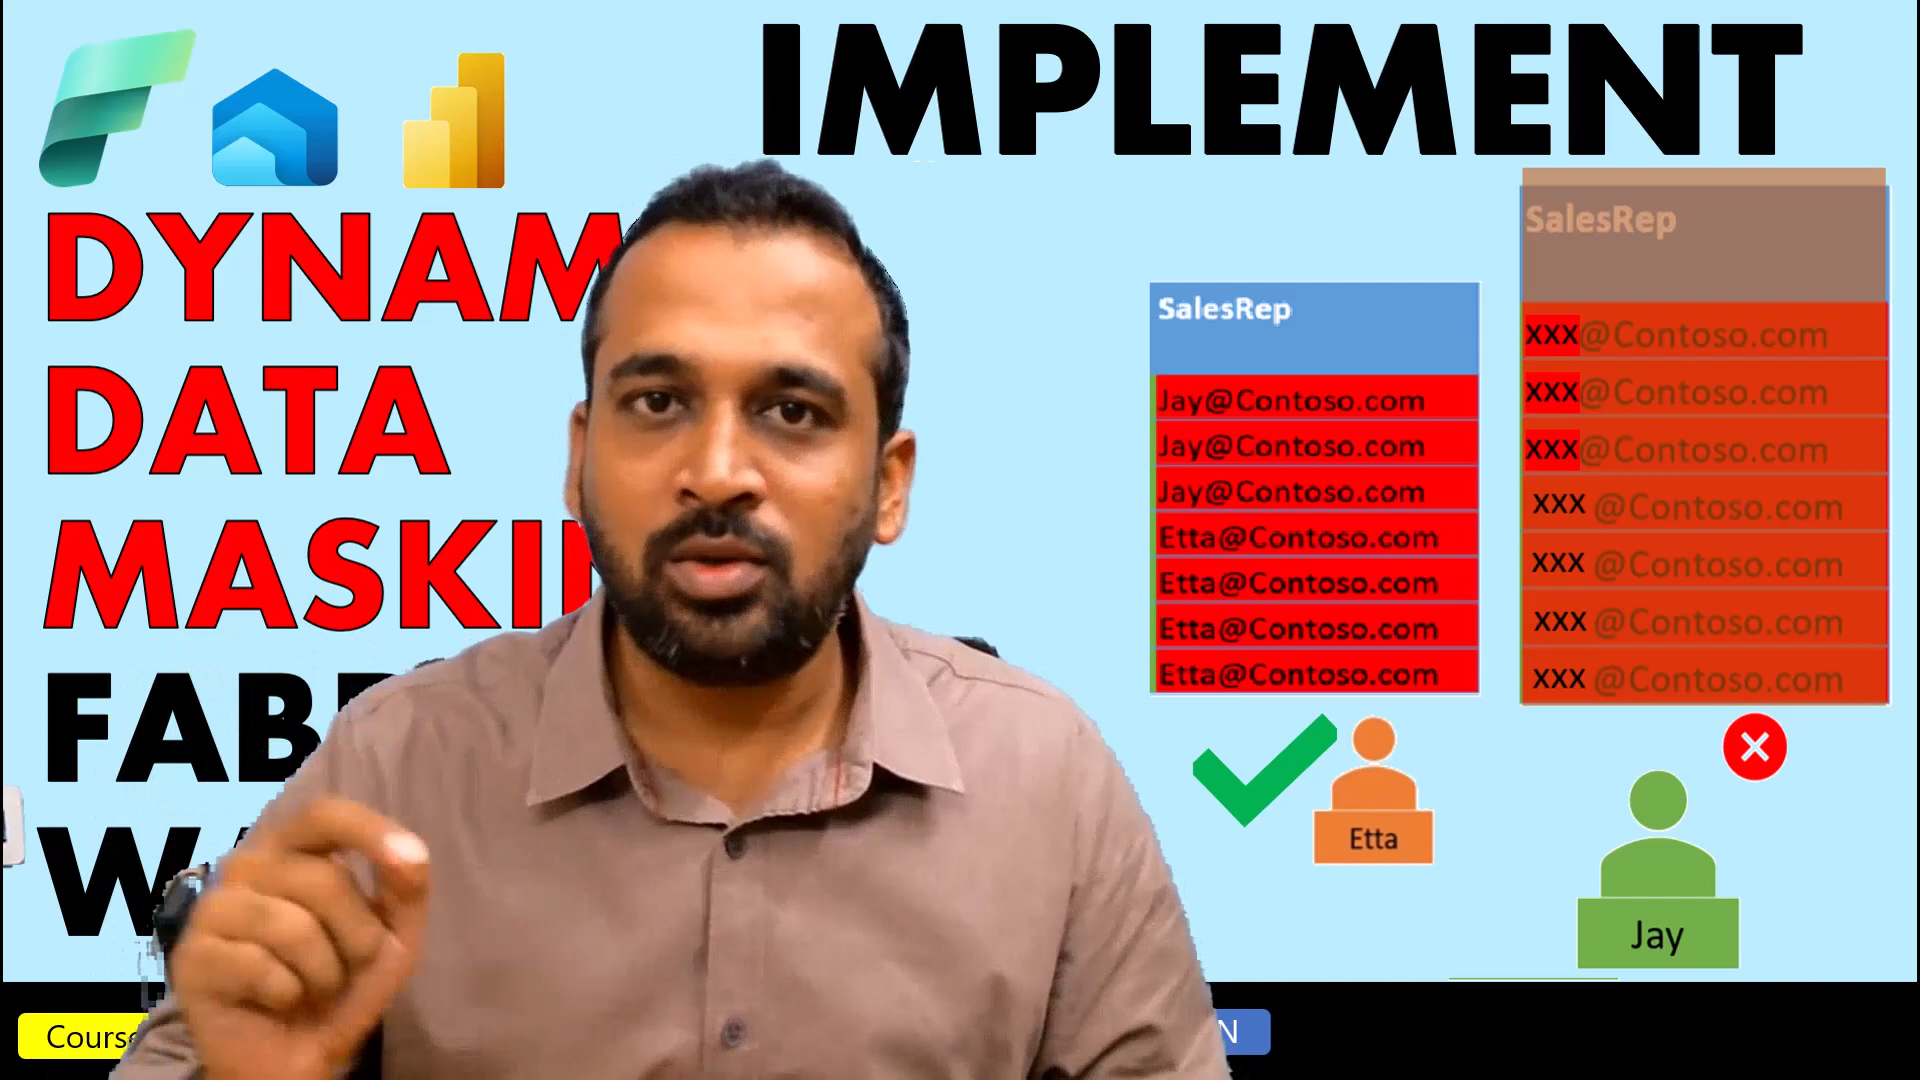 IMPLEMENT
DYNAM
DATA
MASKI
FAB
W
SalesRep
Jay@Contoso.com
Jay@Contoso.com
Jay@Contoso.com
Etta@Contoso.com
Etta@Contoso.com
Etta@Contoso.com
Etta@Contoso.com
Etta
SalesRep
xxx@Contoso.com
xxx@Contoso.com
xxx@Contoso.com
xxx @Contoso.com
xxx @Contoso.com
xxx @Contoso.com
xxx @Contoso.com
Jay
Course
N